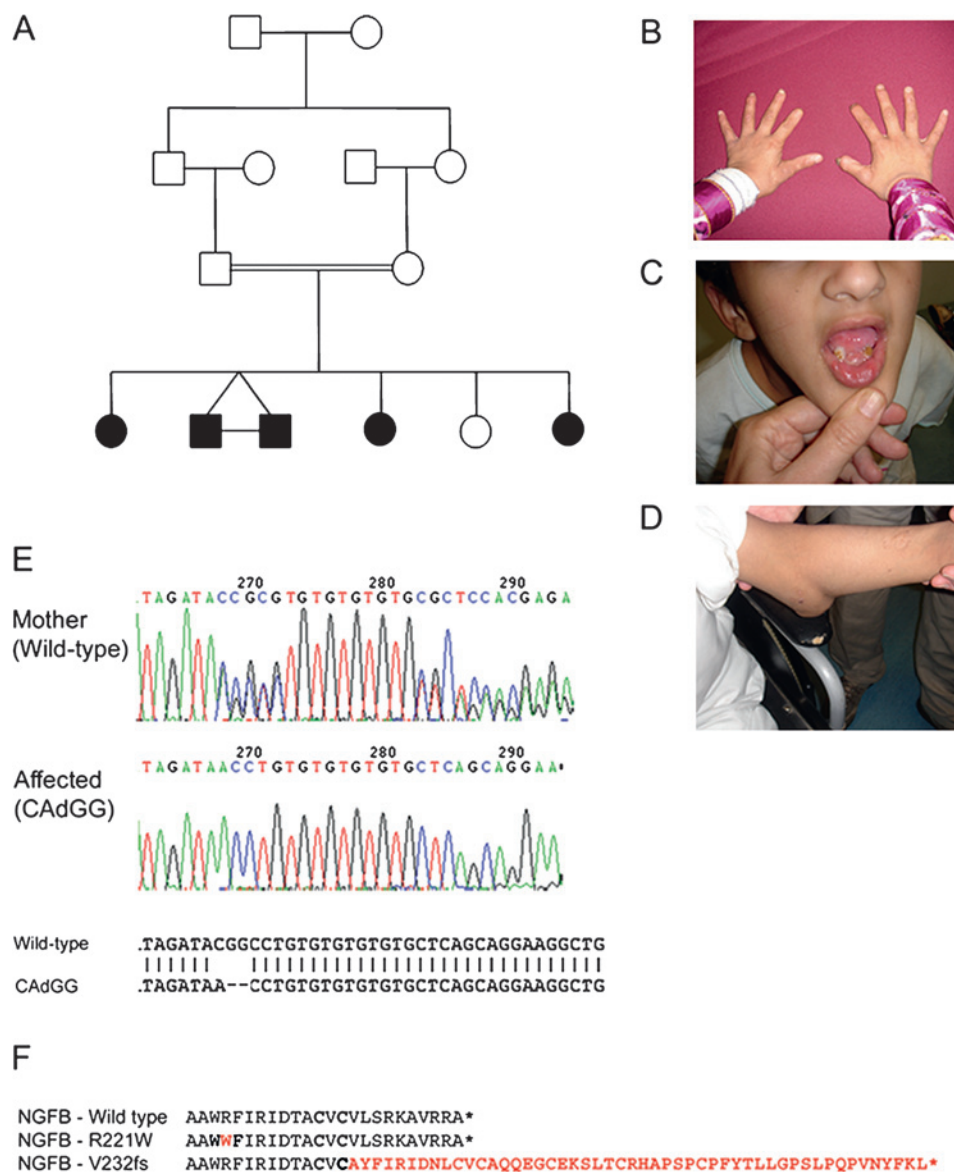 A
B
C
D
E
270 280 290
.TAGATACCGCGTGTGTGTGTGCGCTCCACGAGA
Mother
(Wild-type)
270 280 290
TAGATAACCTGTGTGTGTGTGCTCAGCAGGAA
Affected
(CAdGG)
Wild-type .TAGATACGGCCTGTGTGTGTGTGCTCAGCAGGAAGGCTG
CAdGG .TAGATAA--CCTGTGTGTGTGTGCTCAGCAGGAAGGCTG
F
NGFB - Wild type AAWRFIRIDTACVCVLSRKAVRRA*
NGFB - R221W AAWWFIRIDTACVCVLSRKAVRRA*
NGFB - V232fs AAWRFIRIDTACVCAYFIRIDNLCVCAQQEGCEKSLTCRHAPSPCPFYTLLGPSLPQPVNYFKL*